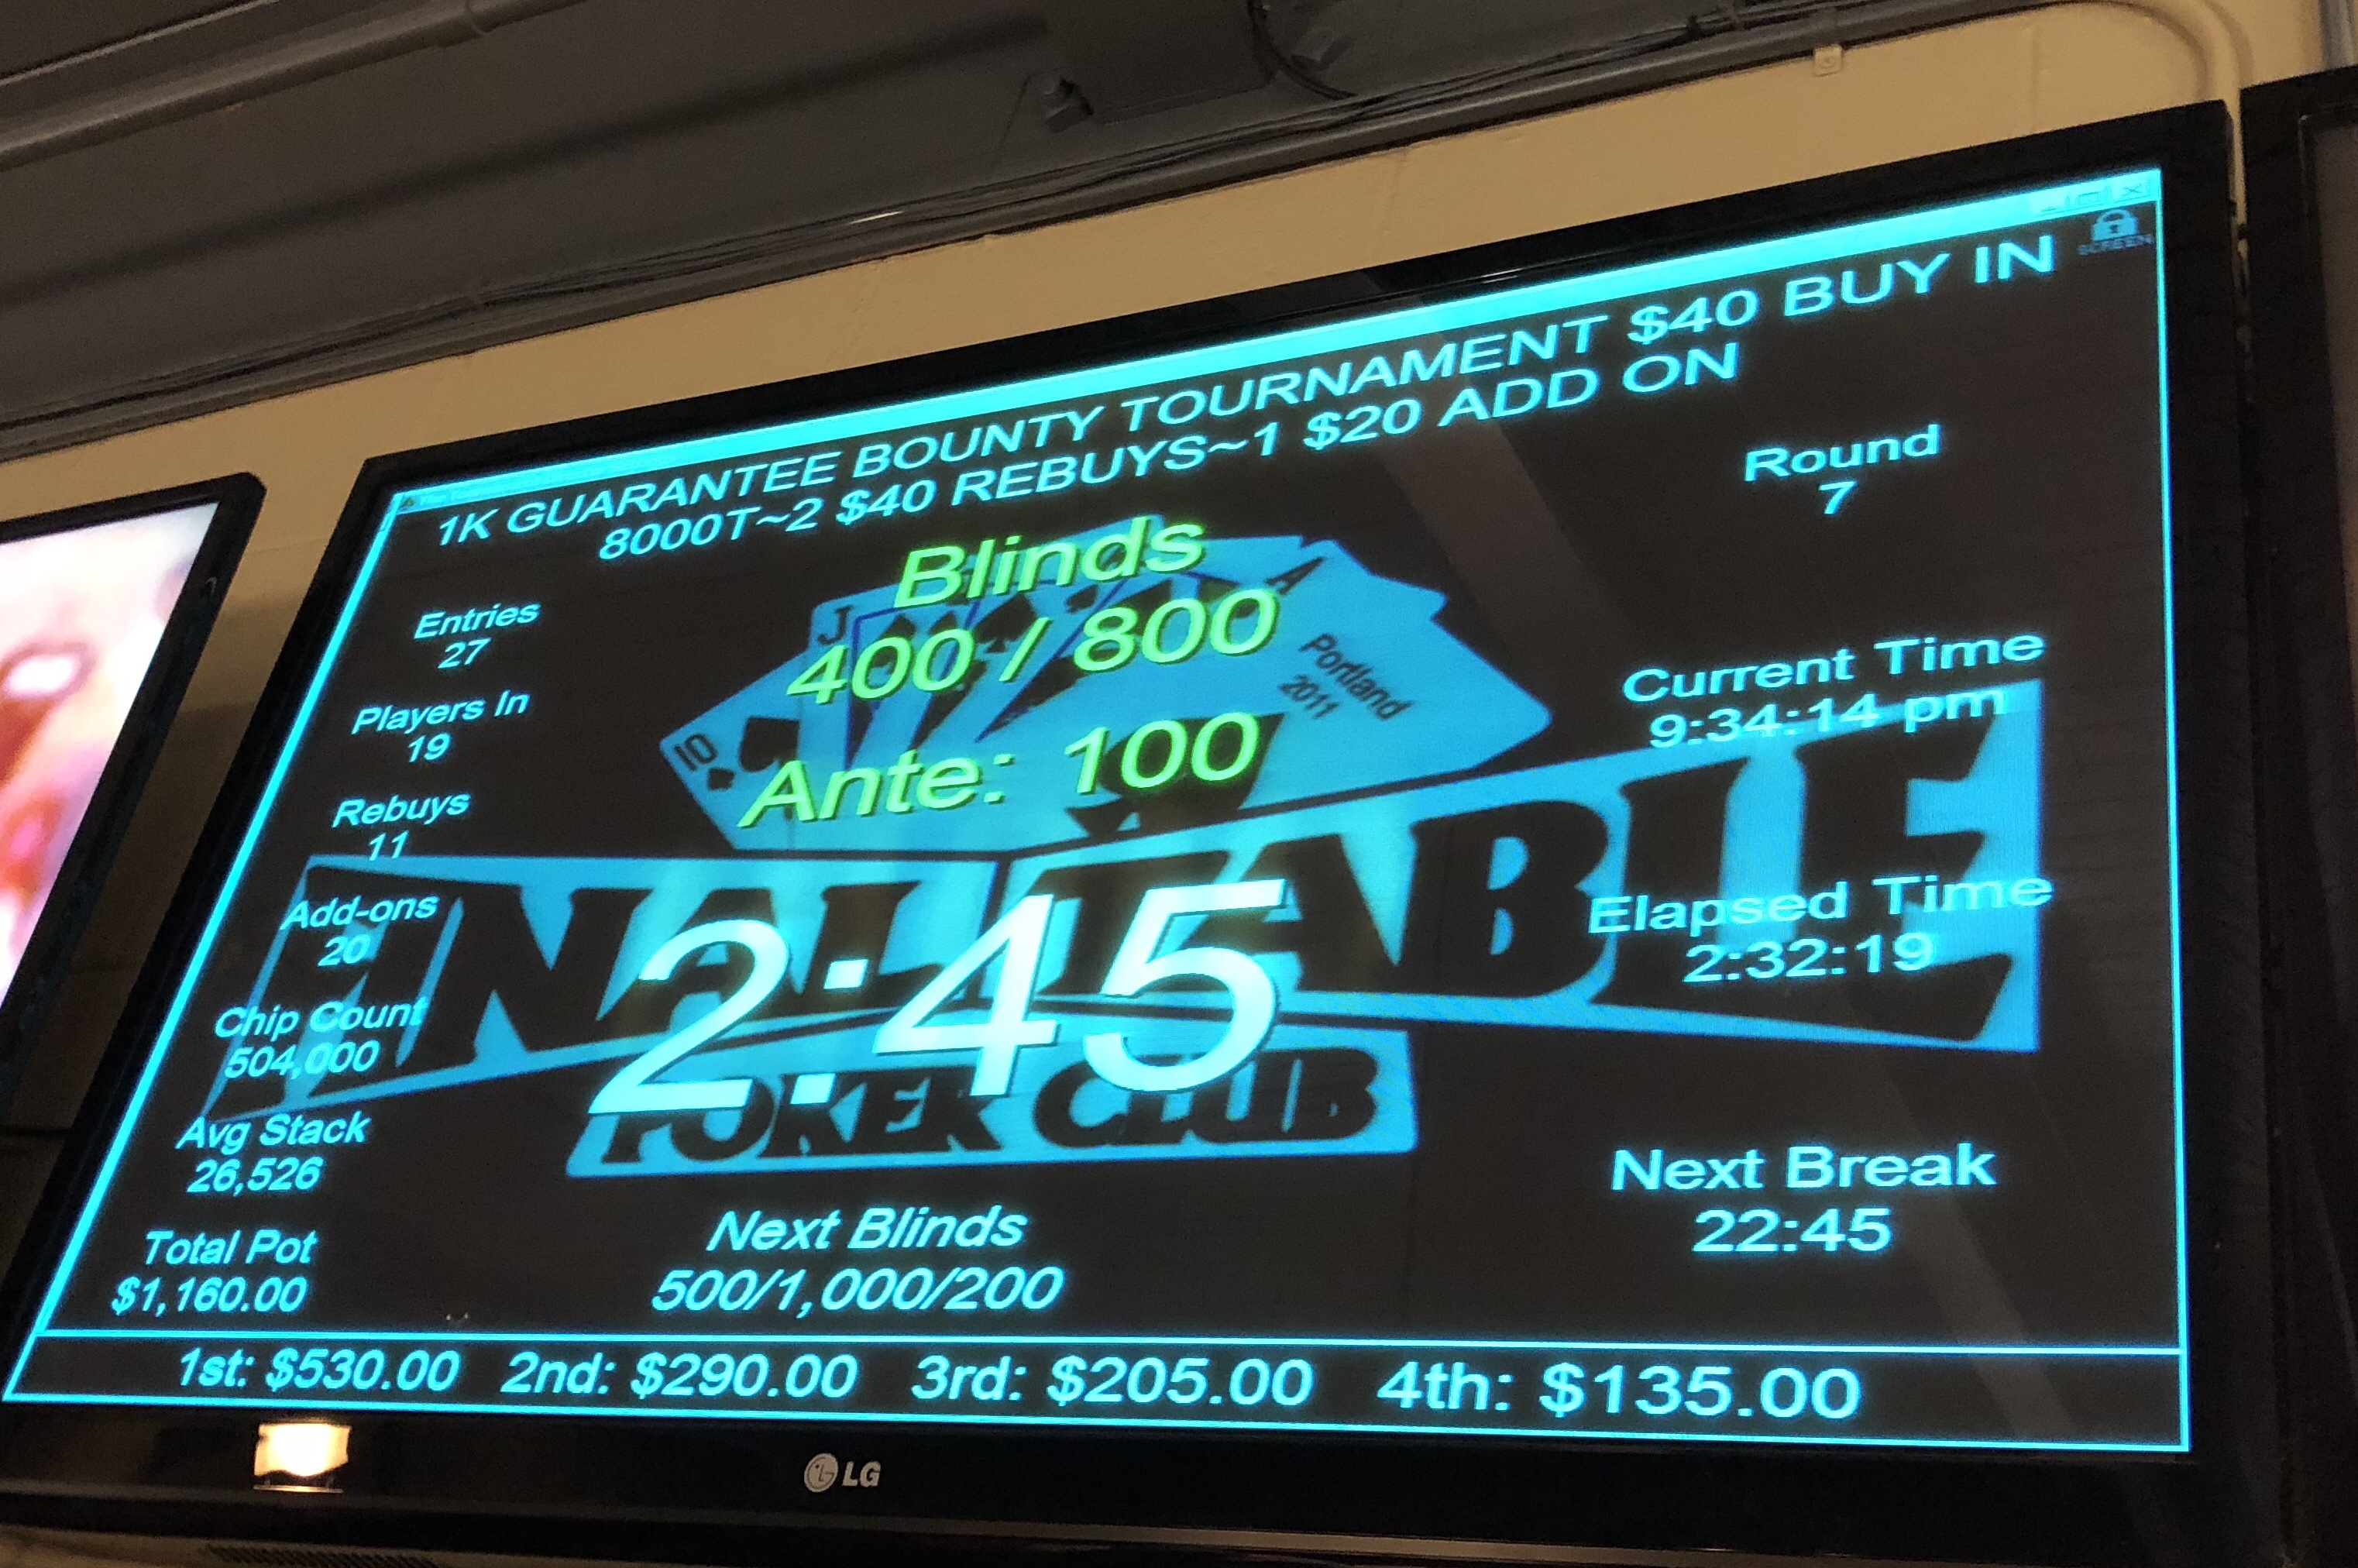 SCREEN
1K GUARANTEE BOUNTY TOURNAMENT $40 BUY IN
8000T~2 $40 REBUYS~1 $20 ADD ON
Round
7
Blinds
400 / 800
Ante: 100
Entries
27
Players In
19
Rebuys
11
Add-ons
20
Chip Count
504,000
Avg Stack
26,526
Total Pot
$1,160.00
J
A
10
Portland
2011
Current Time
9:34:14 pm
FINAL TABLE
POKER CLUB
2:45
Elapsed Time
2:32:19
Next Break
22:45
Next Blinds
500/1,000/200
1st: $530.00 2nd: $290.00 3rd: $205.00 4th: $135.00
LG